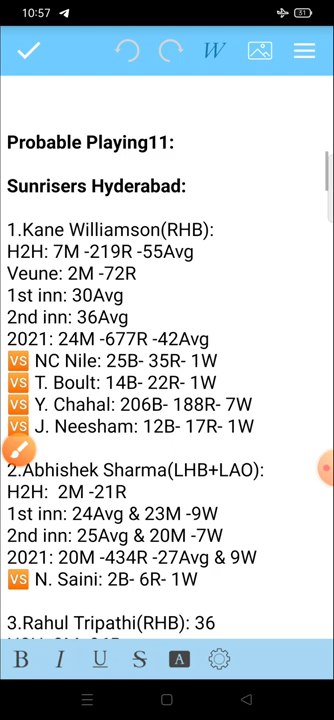 10:57
31
W
Probable Playing11:
Sunrisers Hyderabad:
1.Kane Williamson(RHB):
H2H: 7M -219R -55Avg
Veune: 2M -72R
1st inn: 30Avg
2nd inn: 36Avg
2021: 24M -677R -42Avg
VS NC Nile: 25B- 35R- 1W
VS T. Boult: 14B- 22R- 1W
VS Y. Chahal: 206B- 188R- 7W
VS J. Neesham: 12B- 17R- 1W
2.Abhishek Sharma(LHB+LAO):
H2H: 2M -21R
1st inn: 24Avg & 23M -9W
2nd inn: 25Avg & 20M -7W
2021: 20M -434R -27Avg & 9W
VS N. Saini: 2B- 6R- 1W
3.Rahul Tripathi(RHB): 36
B I U S A